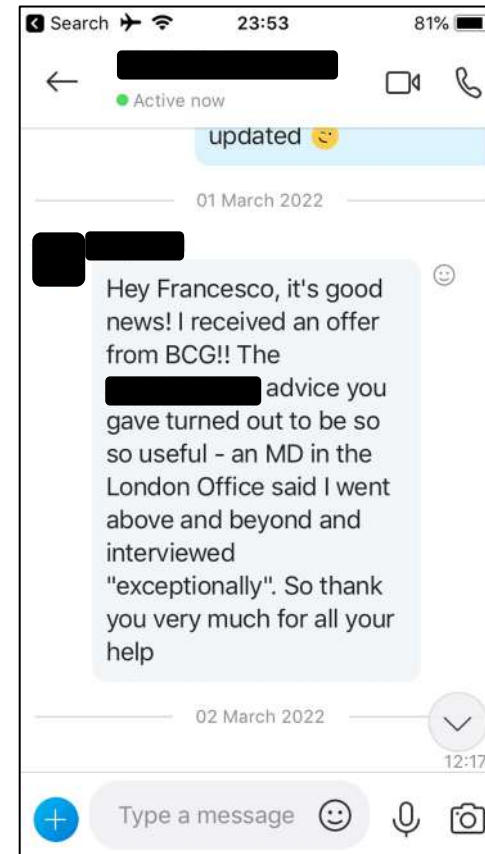 Search 23:53 81%
Active now
updated
01 March 2022
Hey Francesco, it's good
news! I received an offer
from BCG!! The
advice you
gave turned out to be so
so useful - an MD in the
London Office said I went
above and beyond and
interviewed
"exceptionally". So thank
you very much for all your
help
02 March 2022
12:17
Type a message